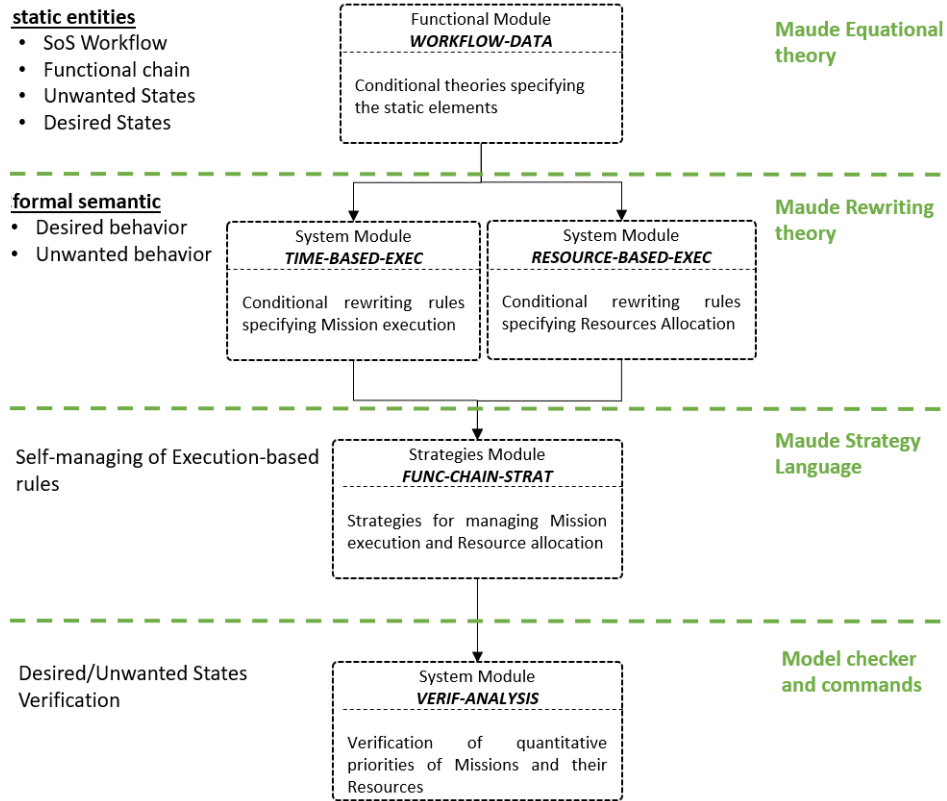 static entities
• SoS Workflow
• Functional chain
• Unwanted States
• Desired States
Functional Module
WORKFLOW-DATA
Conditional theories specifying
the static elements
Maude Equational
theory
formal semantic
• Desired behavior
• Unwanted behavior
System Module
TIME-BASED-EXEC
Conditional rewriting rules
specifying Mission execution
System Module
RESOURCE-BASED-EXEC
Conditional rewriting rules
specifying Resources Allocation
Maude Rewriting
theory
Self-managing of Execution-based
rules
Strategies Module
FUNC-CHAIN-STRAT
Strategies for managing Mission
execution and Resource allocation
Maude Strategy
Language
Desired/Unwanted States
Verification
System Module
VERIF-ANALYSIS
Verification of quantitative
priorities of Missions and their
Resources
Model checker
and commands